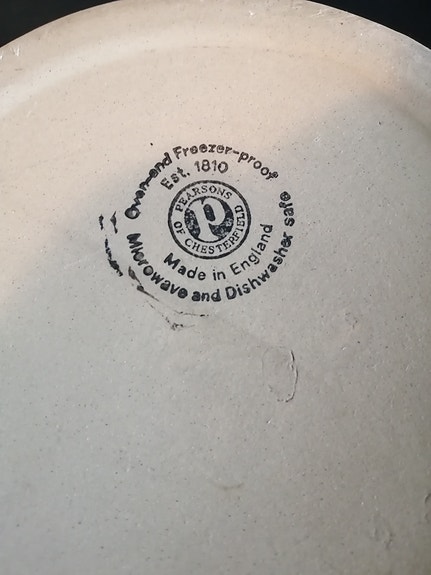 Oven-and Freezer-proof
Est. 1810
PEARSONS
P
OF CHESTERFIELD
Made in England
Microwave and Dishwasher safe